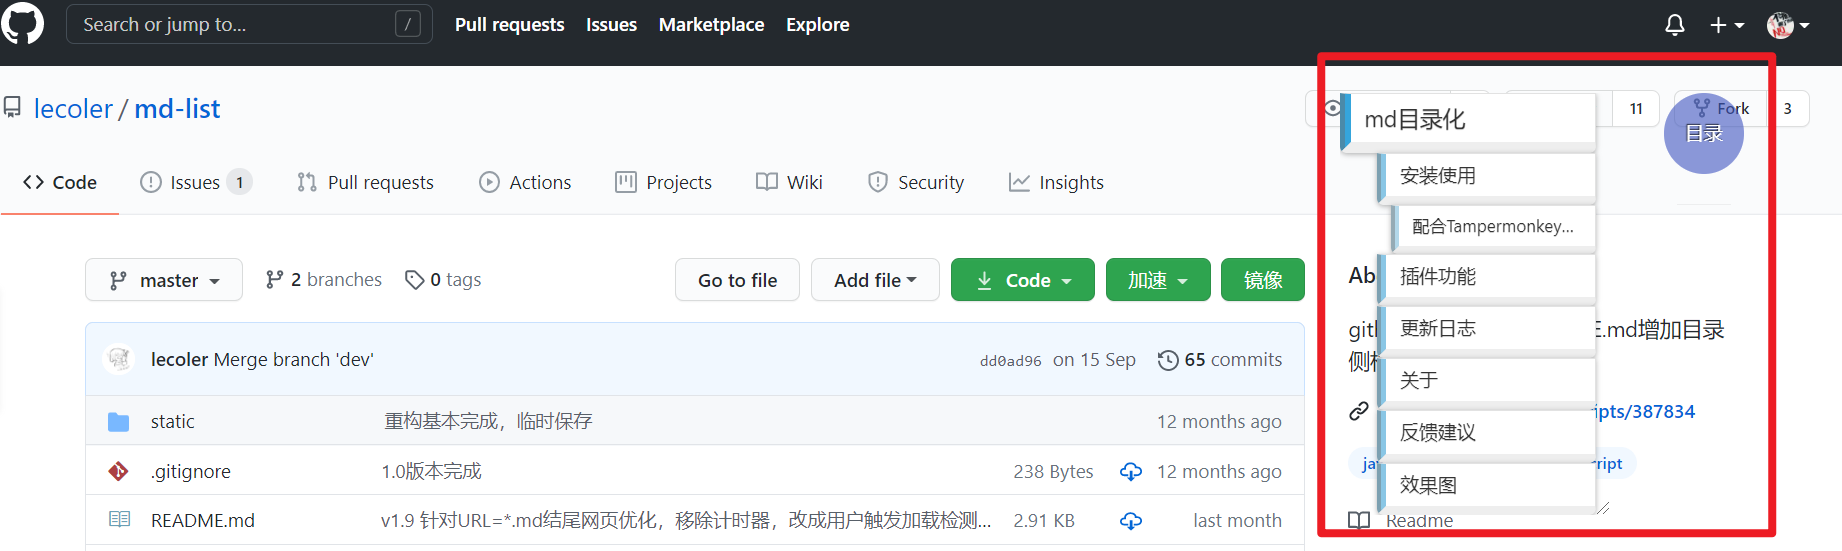 Search or jump to...
/
Pull requests
Issues
Marketplace
Explore
lecoler / md-list
11
Fork
3
目录
md目录化
安装使用
配合Tampermonkey...
插件功能
更新日志
关于
反馈建议
效果图
Code
Issues 1
Pull requests
Actions
Projects
Wiki
Security
Insights
master
2 branches
0 tags
Go to file
Add file
Code
加速
镜像
lecoler Merge branch 'dev'
dd0ad96 on 15 Sep
65 commits
static
重构基本完成，临时保存
12 months ago
.gitignore
1.0版本完成
238 Bytes
12 months ago
README.md
v1.9 针对URL=*.md结尾网页优化，移除计时器，改成用户触发加载检测...
2.91 KB
last month
.md增加目录
ipts/387834
Readme